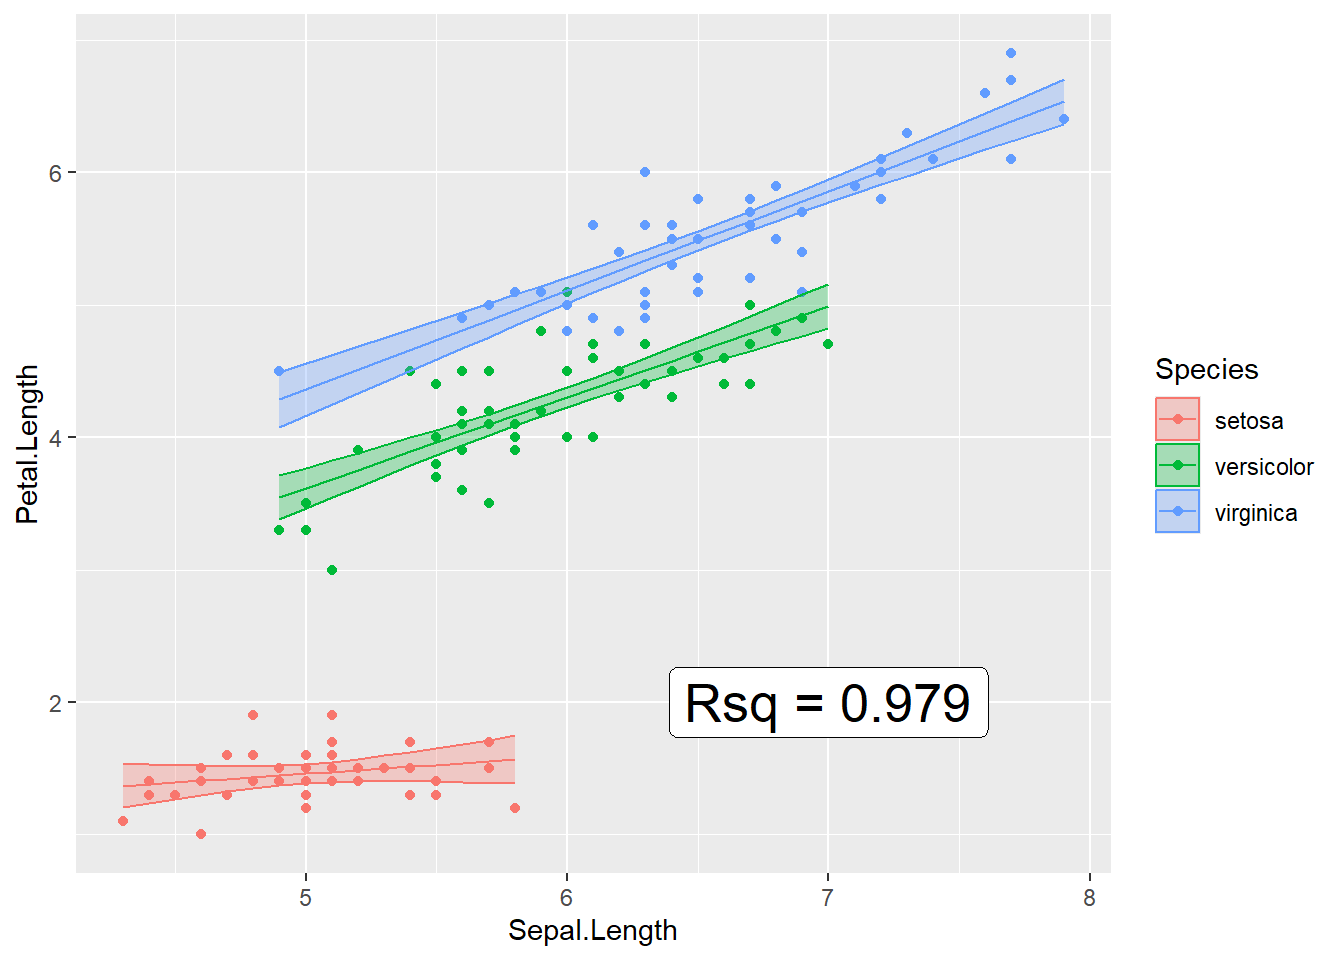 6
4
2
Petal.Length
Rsq = 0.979
5
6
7
8
Sepal.Length
Species
setosa
versicolor
virginica